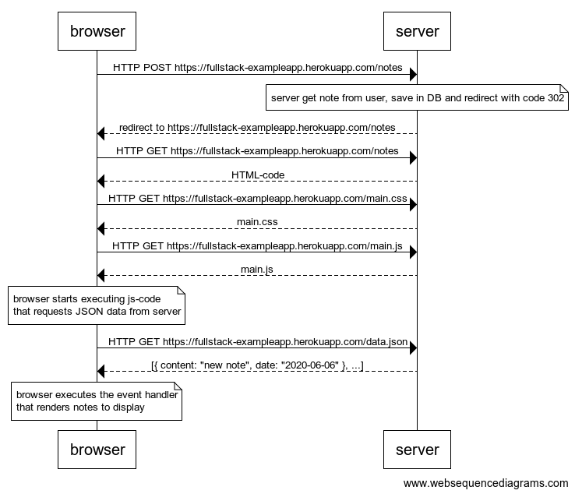 browser
server
HTTP POST https://fullstack-exampleapp.herokuapp.com/notes
server get note from user, save in DB and redirect with code 302
redirect to https://fullstack-exampleapp.herokuapp.com/notes
HTTP GET https://fullstack-exampleapp.herokuapp.com/notes
HTML-code
HTTP GET https://fullstack-exampleapp.herokuapp.com/main.css
main.css
HTTP GET https://fullstack-exampleapp.herokuapp.com/main.js
main.js
browser starts executing js-code
that requests JSON data from server
HTTP GET https://fullstack-exampleapp.herokuapp.com/data.json
[{ content: "new note", date: "2020-06-06" }, ...]
browser executes the event handler
that renders notes to display
browser
server
www.websequencediagrams.com